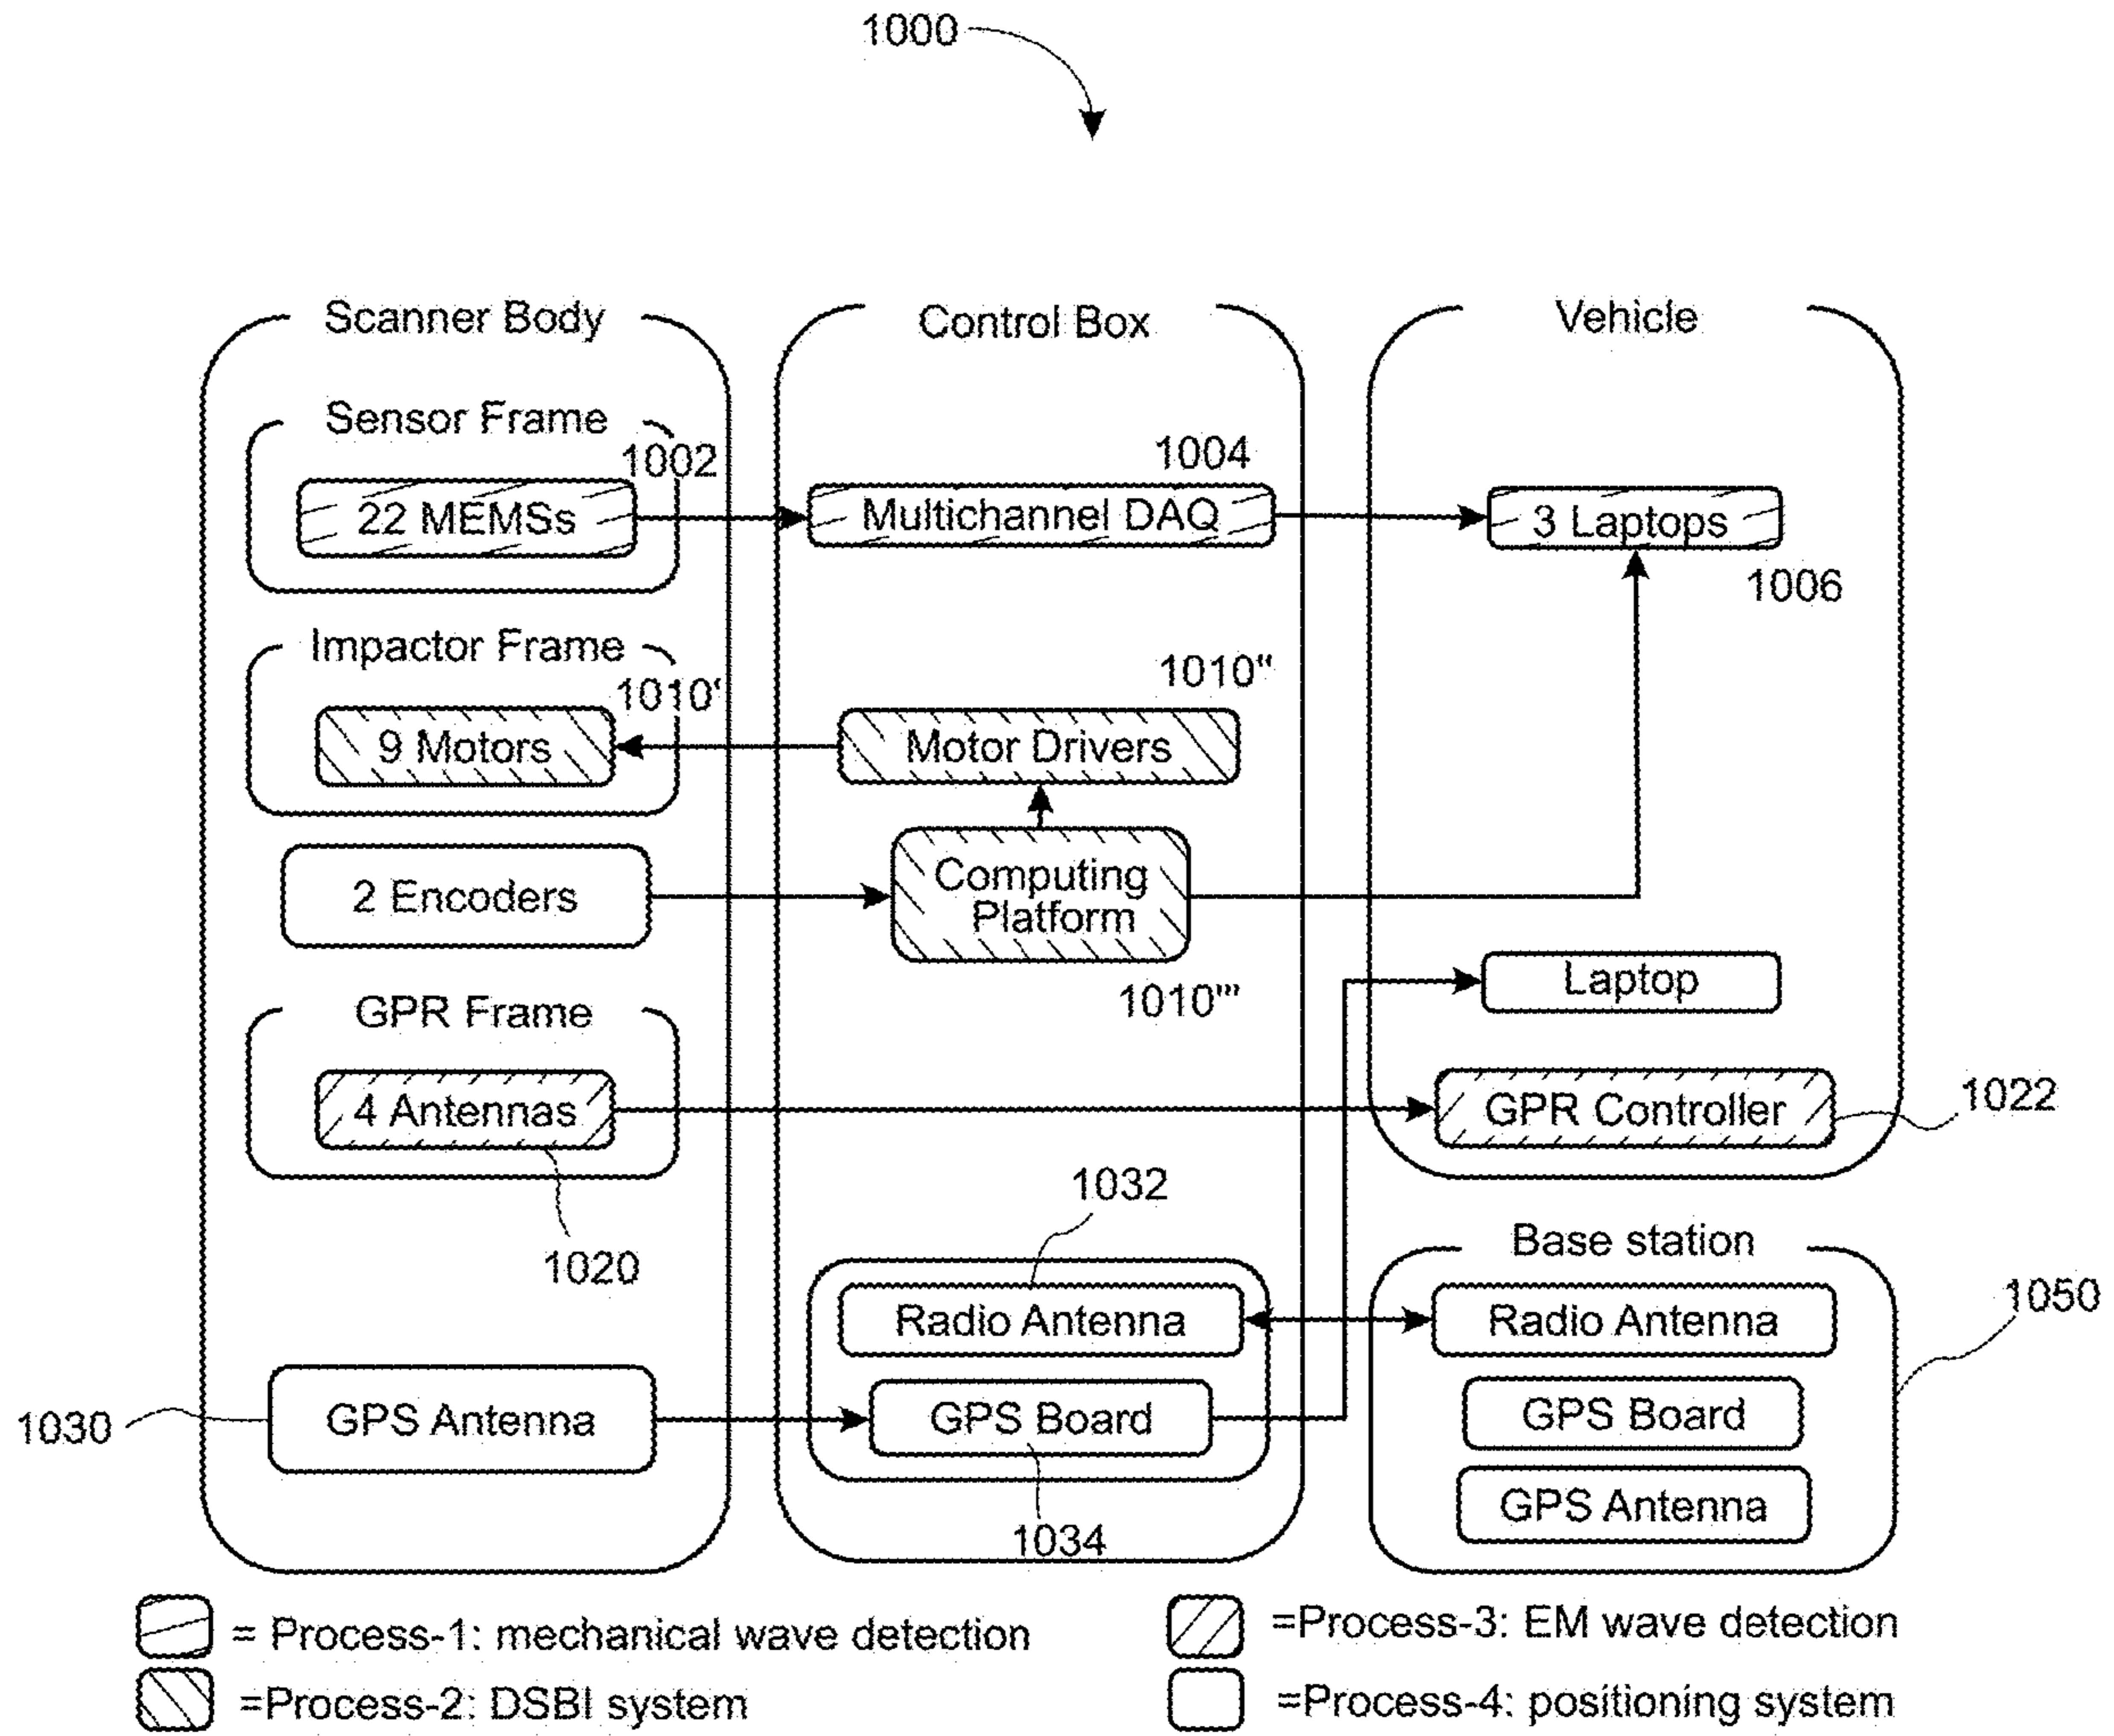 1000
Scanner Body
Control Box
Vehicle
Sensor Frame
1002
22 MEMSs
1004
Multichannel DAQ
3 Laptops
1006
Impactor Frame
1010'
9 Motors
1010"
Motor Drivers
2 Encoders
Computing
Platform
1010'"
Laptop
GPR Frame
4 Antennas
1020
GPR Controller
1022
1032
Radio Antenna
Base station
1050
Radio Antenna
1030
GPS Antenna
GPS Board
1034
GPS Board
GPS Antenna
= Process-1: mechanical wave detection
=Process-2: DSBI system
=Process-3: EM wave detection
=Process-4: positioning system